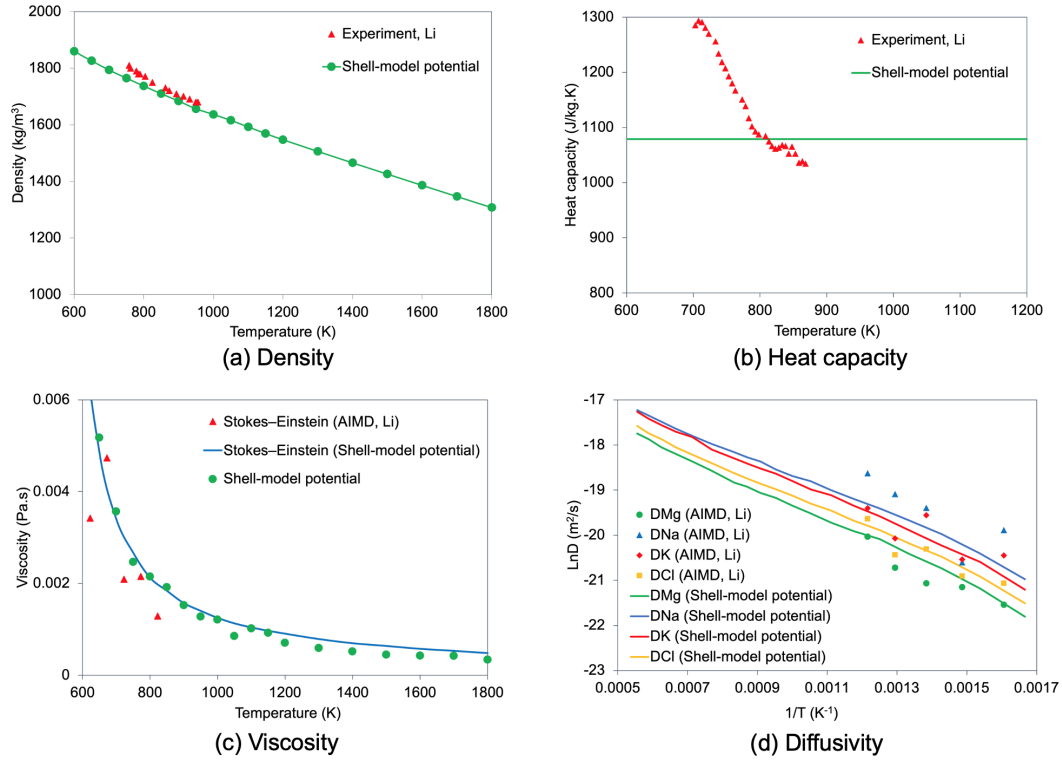 2000
1800
1600
1400
1200
1000
Density (kg/m³)
Experiment, Li
Shell-model potential
600 800 1000 1200 1400 1600 1800
Temperature (K)
(a) Density
1300
1200
1100
1000
900
800
Heat capacity (J/kg.K)
Experiment, Li
Shell-model potential
600 700 800 900 1000 1100 1200
Temperature (K)
(b) Heat capacity
0.006
0.004
0.002
0
Viscosity (Pa.s)
Stokes–Einstein (AIMD, Li)
Stokes–Einstein (Shell-model potential)
Shell-model potential
600 800 1000 1200 1400 1600 1800
Temperature (K)
(c) Viscosity
-17
-18
-19
-20
-21
-22
-23
LnD (m²/s)
DMg (AIMD, Li)
DNa (AIMD, Li)
DK (AIMD, Li)
DCl (AIMD, Li)
DMg (Shell-model potential)
DNa (Shell-model potential)
DK (Shell-model potential)
DCl (Shell-model potential)
0.0005 0.0007 0.0009 0.0011 0.0013 0.0015 0.0017
1/T (K⁻¹)
(d) Diffusivity